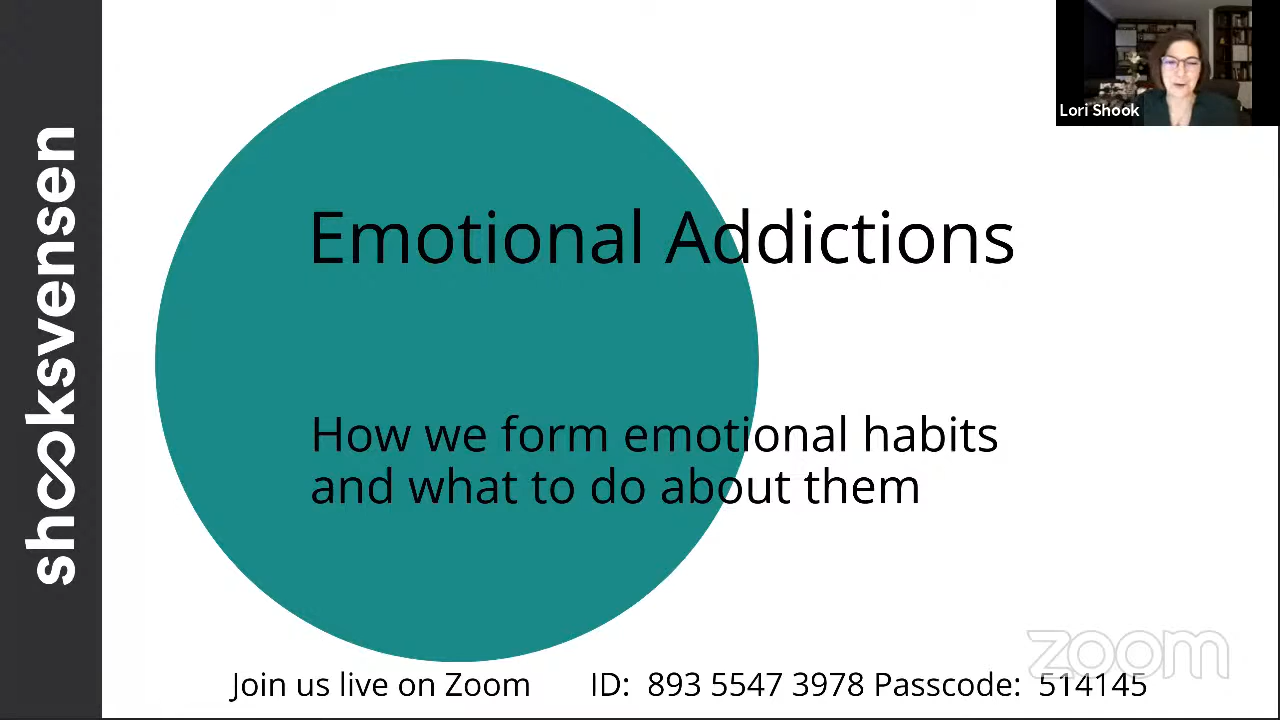 shooksvensen
Lori Shook
Emotional Addictions
How we form emotional habits
and what to do about them
zoom
Join us live on Zoom ID: 893 5547 3978 Passcode: 514145